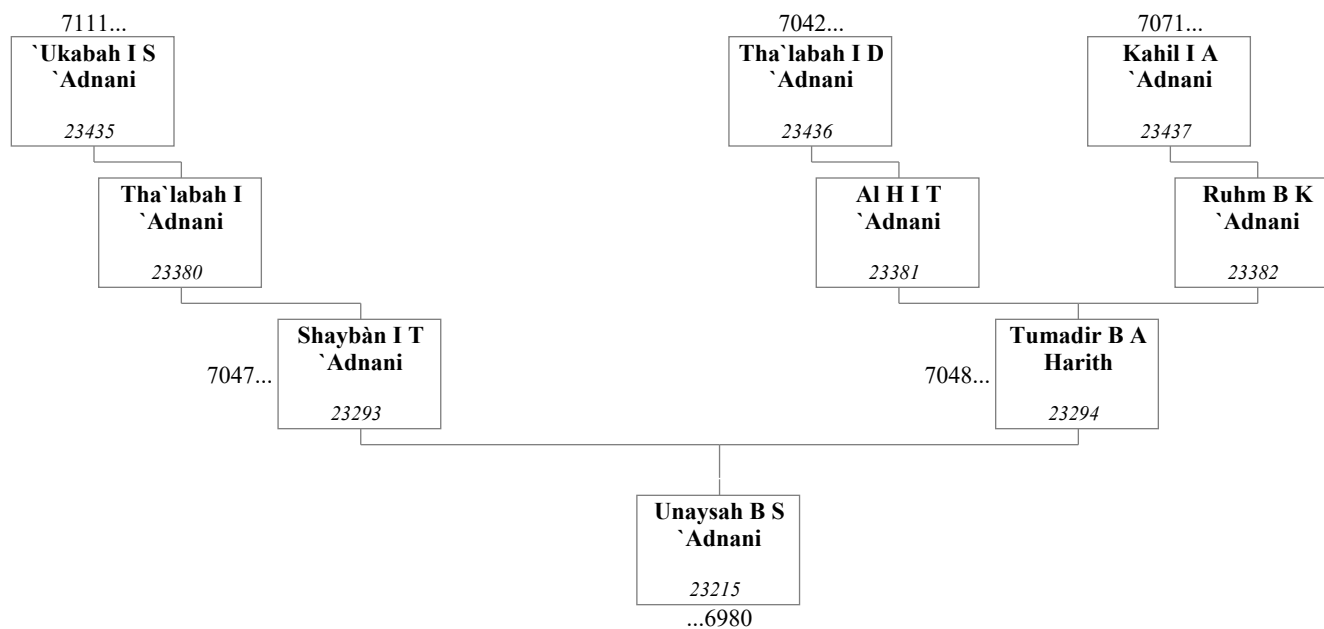 7111...
`Ukabah I S
`Adnani
23435
7042...
Tha`labah I D
`Adnani
23436
7071...
Kahil I A
`Adnani
23437
Tha`labah I
`Adnani
23380
Al H I T
`Adnani
23381
Ruhm B K
`Adnani
23382
7047...
Shaybàn I T
`Adnani
23293
7048...
Tumadir B A
Harith
23294
Unaysah B S
`Adnani
23215
...6980